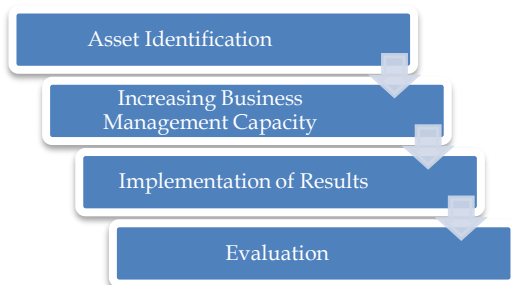 Asset Identification
Increasing Business
Management Capacity
Implementation of Results
Evaluation